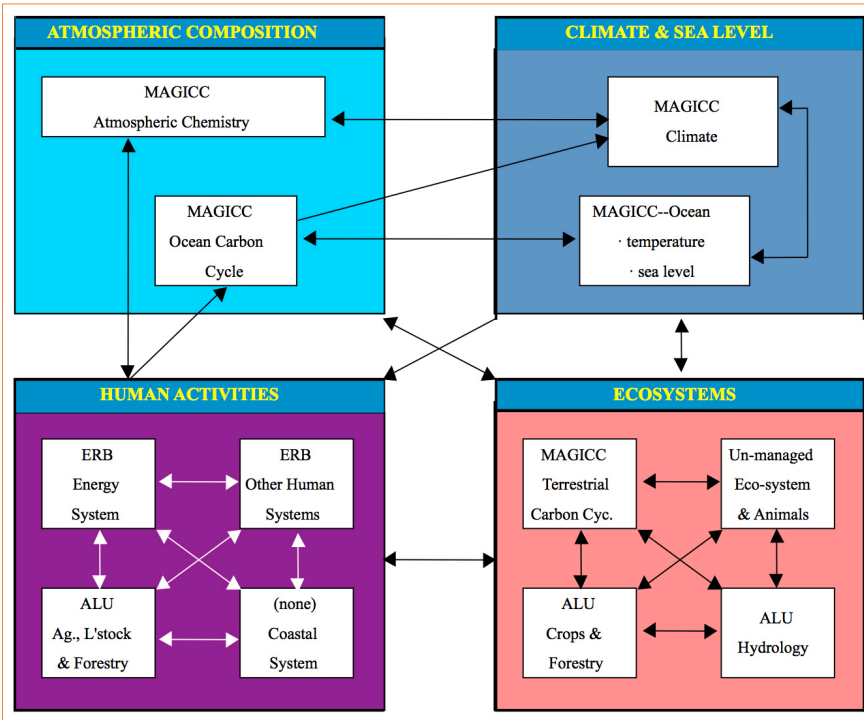 ATMOSPHERIC COMPOSITION
MAGICC
Atmospheric Chemistry
MAGICC
Ocean Carbon
Cycle
CLIMATE & SEA LEVEL
MAGICC
Climate
MAGICC--Ocean
· temperature
· sea level
HUMAN ACTIVITIES
ERB
Energy
System
ERB
Other Human
Systems
ALU
Ag., L'stock
& Forestry
(none)
Coastal
System
ECOSYSTEMS
MAGICC
Terrestrial
Carbon Cyc.
Un-managed
Eco-system
& Animals
ALU
Crops &
Forestry
ALU
Hydrology